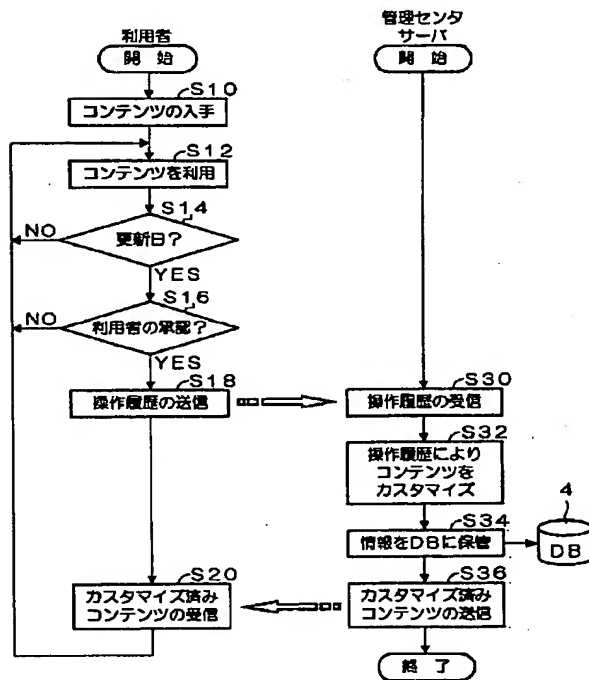 利用者
開 始
S10
コンテンツの入手
S12
コンテンツを利用
S14
NO
更新日?
YES
S16
NO
利用者の承認?
YES
S18
操作履歴の送信
S20
カスタマイズ済み
コンテンツの受信
管理センタ
サーバ
開 始
S30
操作履歴の受信
S32
操作履歴により
コンテンツを
カスタマイズ
S34
情報をDBに保管
4
DB
S36
カスタマイズ済み
コンテンツの送信
終 了